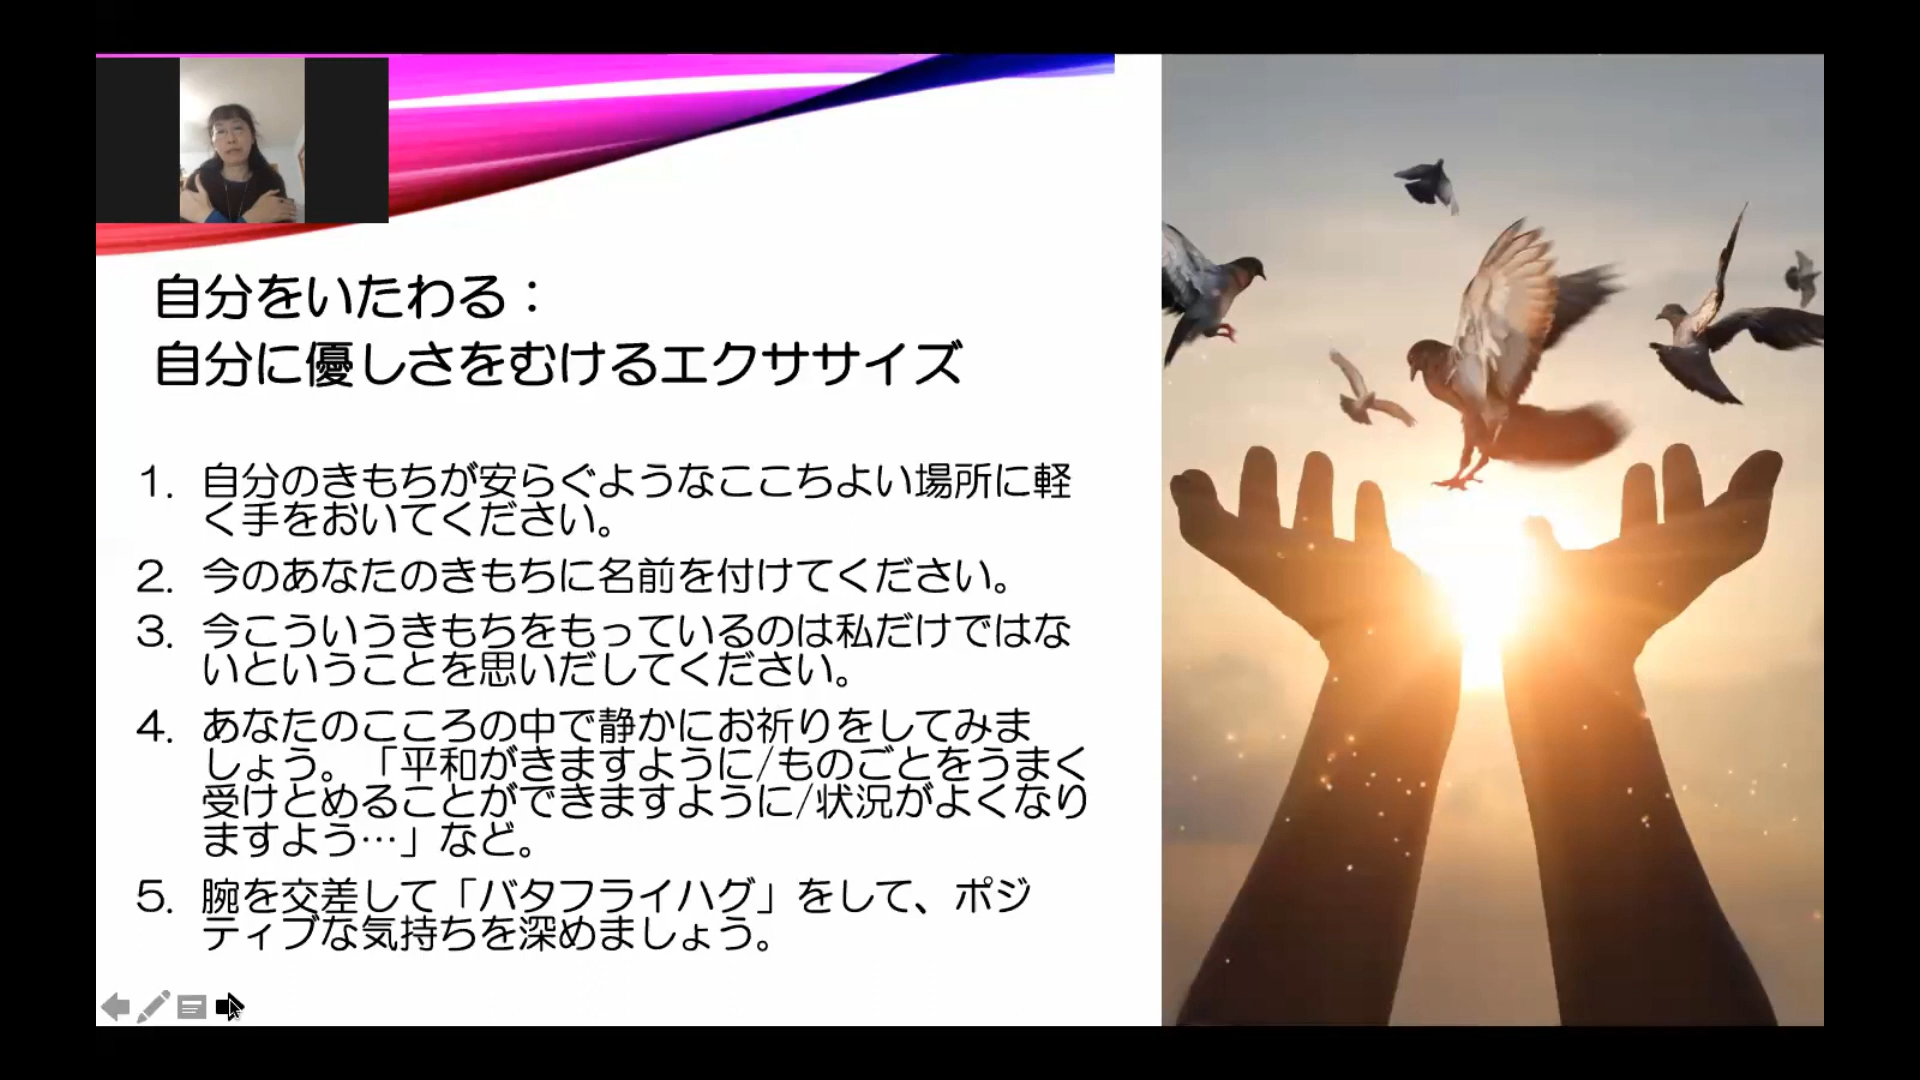 自分をいたわる：
自分に優しさをむけるエクササイズ
1. 自分のきもちが安らぐようなここちよい場所に軽
く手をおいてください。
2. 今のあなたのきもちに名前を付けてください。
3. 今こういうきもちをもっているのは私だけではな
いということを思いだしてください。
4. あなたのこころの中で静かにお祈りをしてみま
しょう。「平和がきますように/ものごとをうまく
受けとめることができますように/状況がよくなり
ますよう…」など。
5. 腕を交差して「バタフライハグ」をして、ポジ
ティブな気持ちを深めましょう。